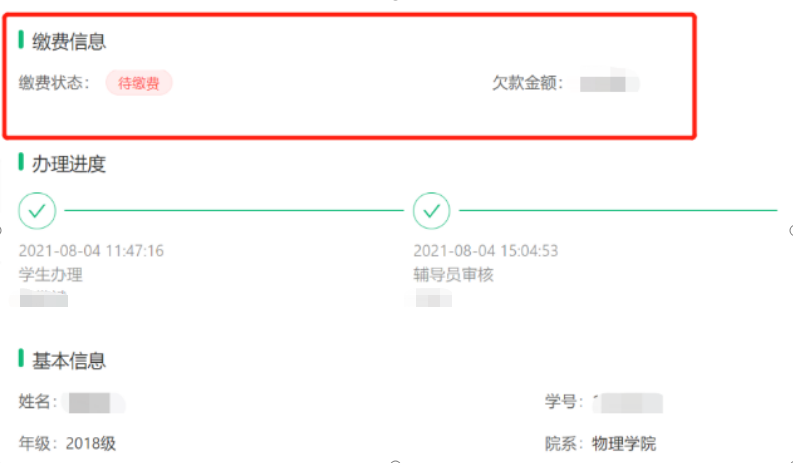 缴费信息
缴费状态： 待缴费 欠款金额：
办理进度
2021-08-04 11:47:16 2021-08-04 15:04:53
学生办理 辅导员审核
基本信息
姓名： 学号：
年级：2018级 院系：物理学院